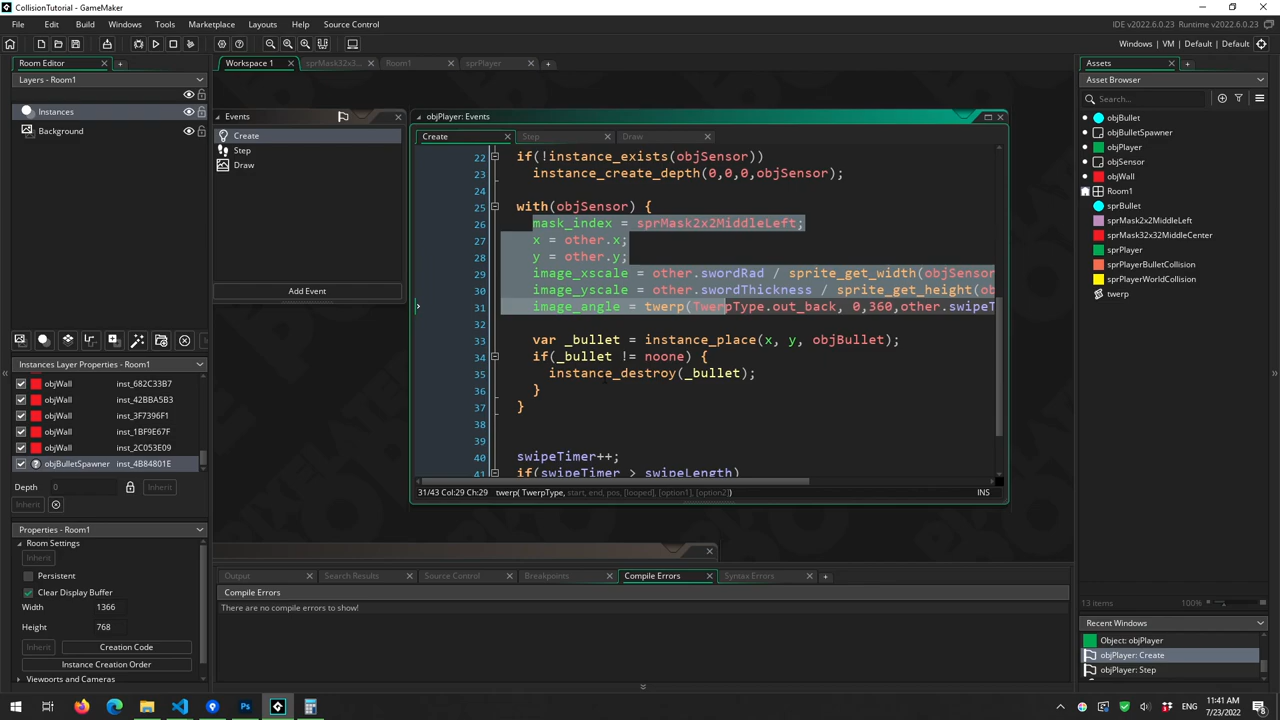 CollisionTutorial - GameMaker
File Edit Build Windows Tools Marketplace Layouts Source Control Help
IDE v2022.6.0.23 Runtime v2022.6.0.23
Windows | VM | Default | Default
Room Editor
Layers - Room1
Instances
Background
Instances Layer Properties - Room1
objWall inst_682C33B7
objWall inst_42BBA5B3
objWall inst_3F7396F1
objWall inst_1BF9E67F
objWall inst_2C053E09
objBulletSpawner inst_4B84801E
Depth 0 Inherit
Inherit
Properties - Room1
Room Settings
Inherit
Persistent
Clear Display Buffer
Width 1366
Height 768
Inherit Creation Code
Instance Creation Order
Viewports and Cameras
Workspace 1 sprMask32x3... Room1 sprPlayer
Events
Create
Step
Draw
Add Event
objPlayer: Events
Create Step Draw
22 if(!instance_exists(objSensor))
23 instance_create_depth(0,0,0,objSensor);
24
25 with(objSensor) {
26 mask_index = sprMask2x2MiddleLeft;
27 x = other.x;
28 y = other.y;
29 image_xscale = other.swordRad / sprite_get_width(objSensor
30 image_yscale = other.swordThickness / sprite_get_height(ob
31 image_angle = twerp(TwerpType.out_back, 0,360,other.swipeT
32
33 var _bullet = instance_place(x, y, objBullet);
34 if(_bullet != noone) {
35 instance_destroy(_bullet);
36 }
37 }
38
39
40 swipeTimer++;
41 if(swipeTimer > swipeLength)
31/43 Col:29 Ch:29 twerp( TwerpType, start, end, pos, [looped], [option1], [option2]) INS
Output Search Results Source Control Breakpoints Compile Errors Syntax Errors
Compile Errors
There are no compile errors to show!
Assets
Asset Browser
Search...
objBullet
objBulletSpawner
objPlayer
objSensor
objWall
Room1
sprBullet
sprMask2x2MiddleLeft
sprMask32x32MiddleCenter
sprPlayer
sprPlayerBulletCollision
sprPlayerWorldCollision
twerp
13 items 100%
Recent Windows
Object: objPlayer
objPlayer: Create
objPlayer: Step
Ps
ENG
11:41 AM
7/23/2022
8